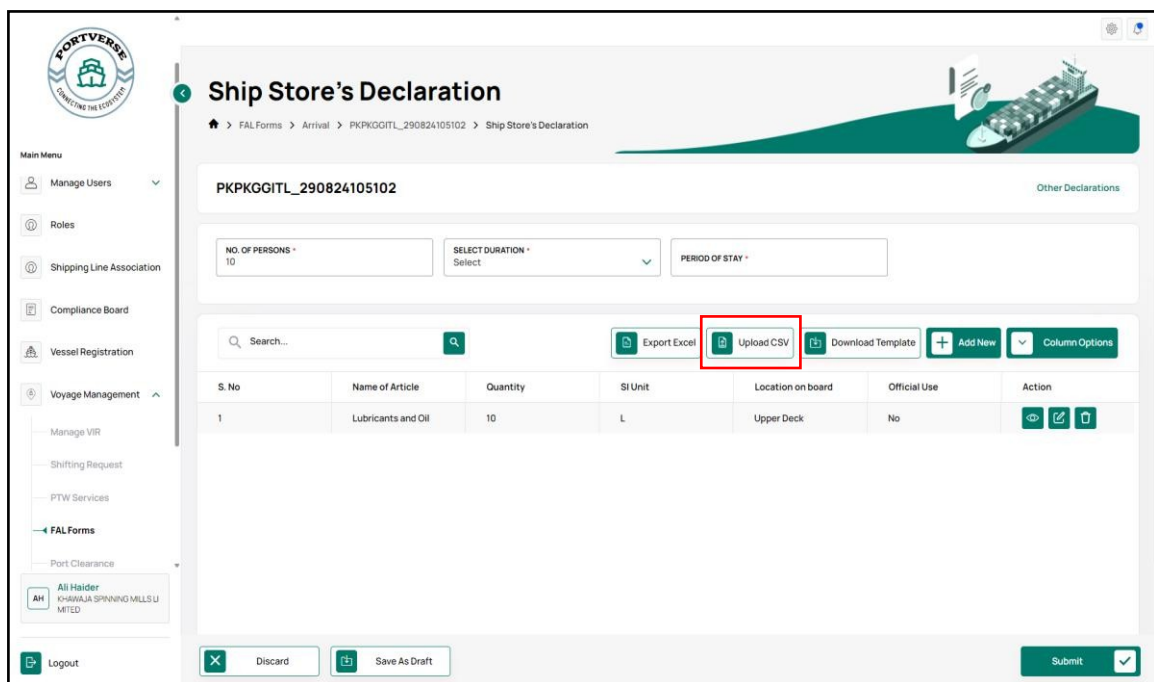 PORTVERSE
CONNECTING THE ECOSYSTEM
Main Menu
Manage Users
Roles
Shipping Line Association
Compliance Board
Vessel Registration
Voyage Management
Manage VIR
Shifting Request
PTW Services
FAL Forms
Port Clearance
AH
Ali Haider
KHAWAJA SPINNING MILLS LI
MITED
Logout
Ship Store's Declaration
> FAL Forms > Arrival > PKPKGGITL_290824105102 > Ship Store's Declaration
PKPKGGITL_290824105102
Other Declarations
NO. OF PERSONS *
10
SELECT DURATION *
Select
PERIOD OF STAY *
Search...
Export Excel
Upload CSV
Download Template
Add New
Column Options
S. No Name of Article Quantity SI Unit Location on board Official Use Action
1 Lubricants and Oil 10 L Upper Deck No
Discard
Save As Draft
Submit